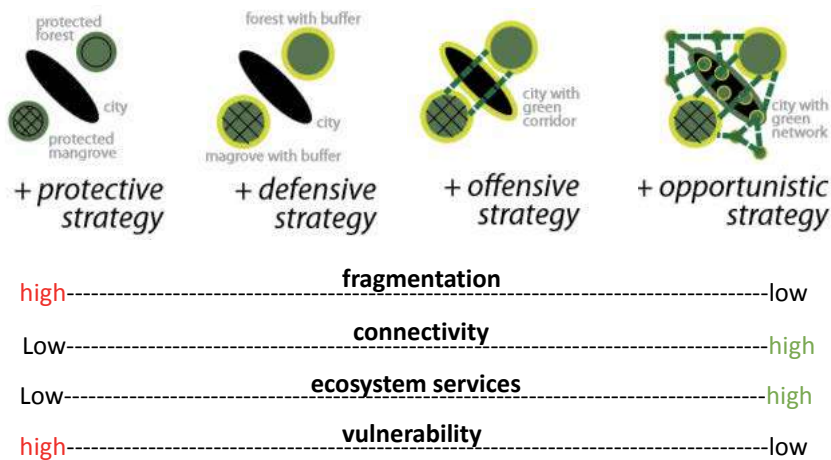 protected
forest
city
protected
mangrove
+ protective
strategy
forest with buffer
city
magrove with buffer
+ defensive
strategy
city with
green
corridor
+ offensive
strategy
city with
green
network
+ opportunistic
strategy
fragmentation
high low
connectivity
Low high
ecosystem services
Low high
vulnerability
high low